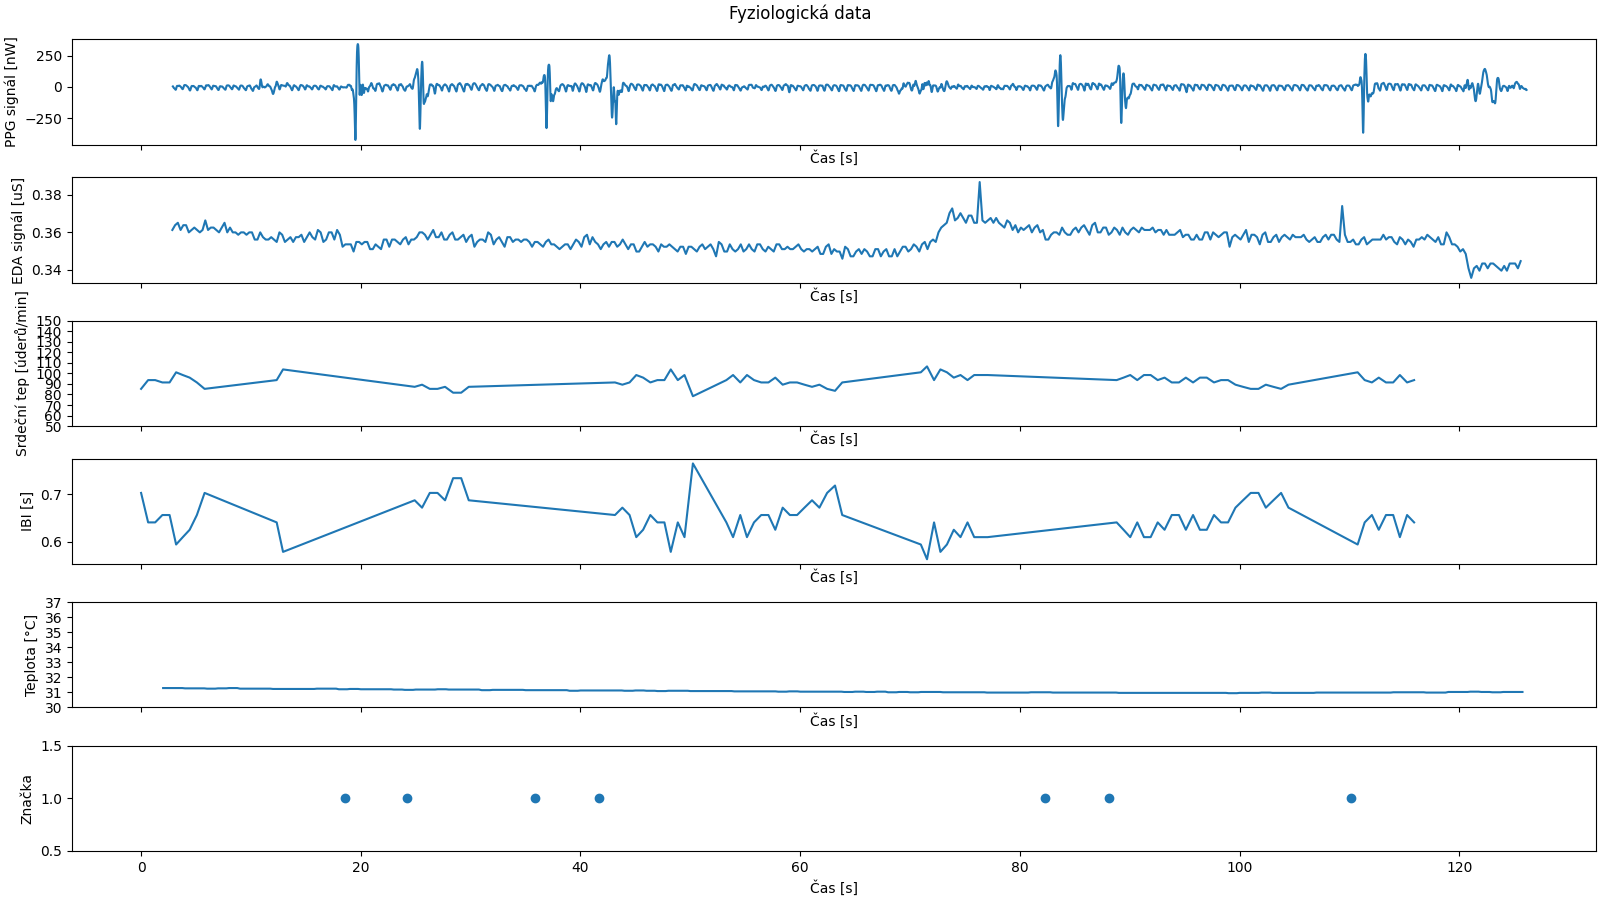 Fyziologická data
PPG signál [nW]
250
0
−250
Čas [s]
EDA signál [uS]
0.38
0.36
0.34
Čas [s]
Srdeční tep [úderů/min]
150
140
130
120
110
100
90
80
70
60
50
Čas [s]
IBI [s]
0.7
0.6
Čas [s]
Teplota [°C]
37
36
35
34
33
32
31
30
Čas [s]
Značka
1.5
1.0
0.5
0 20 40 60 80 100 120
Čas [s]